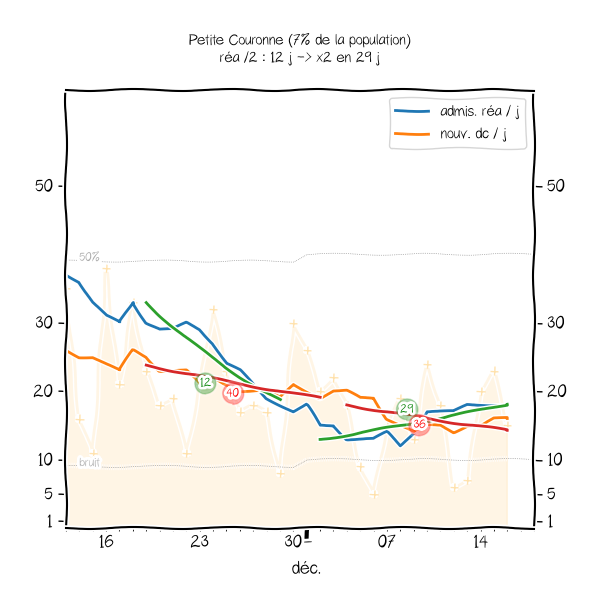 Petite Couronne (7% de la population)
réa /2 : 12 j -> x2 en 29 j
admis. réa / j
nouv. dc / j
50 50
50%
30 30
12
40
29
36
20 20
bruit
10 10
5 5
1 1
16 23 30 07 14
déc.